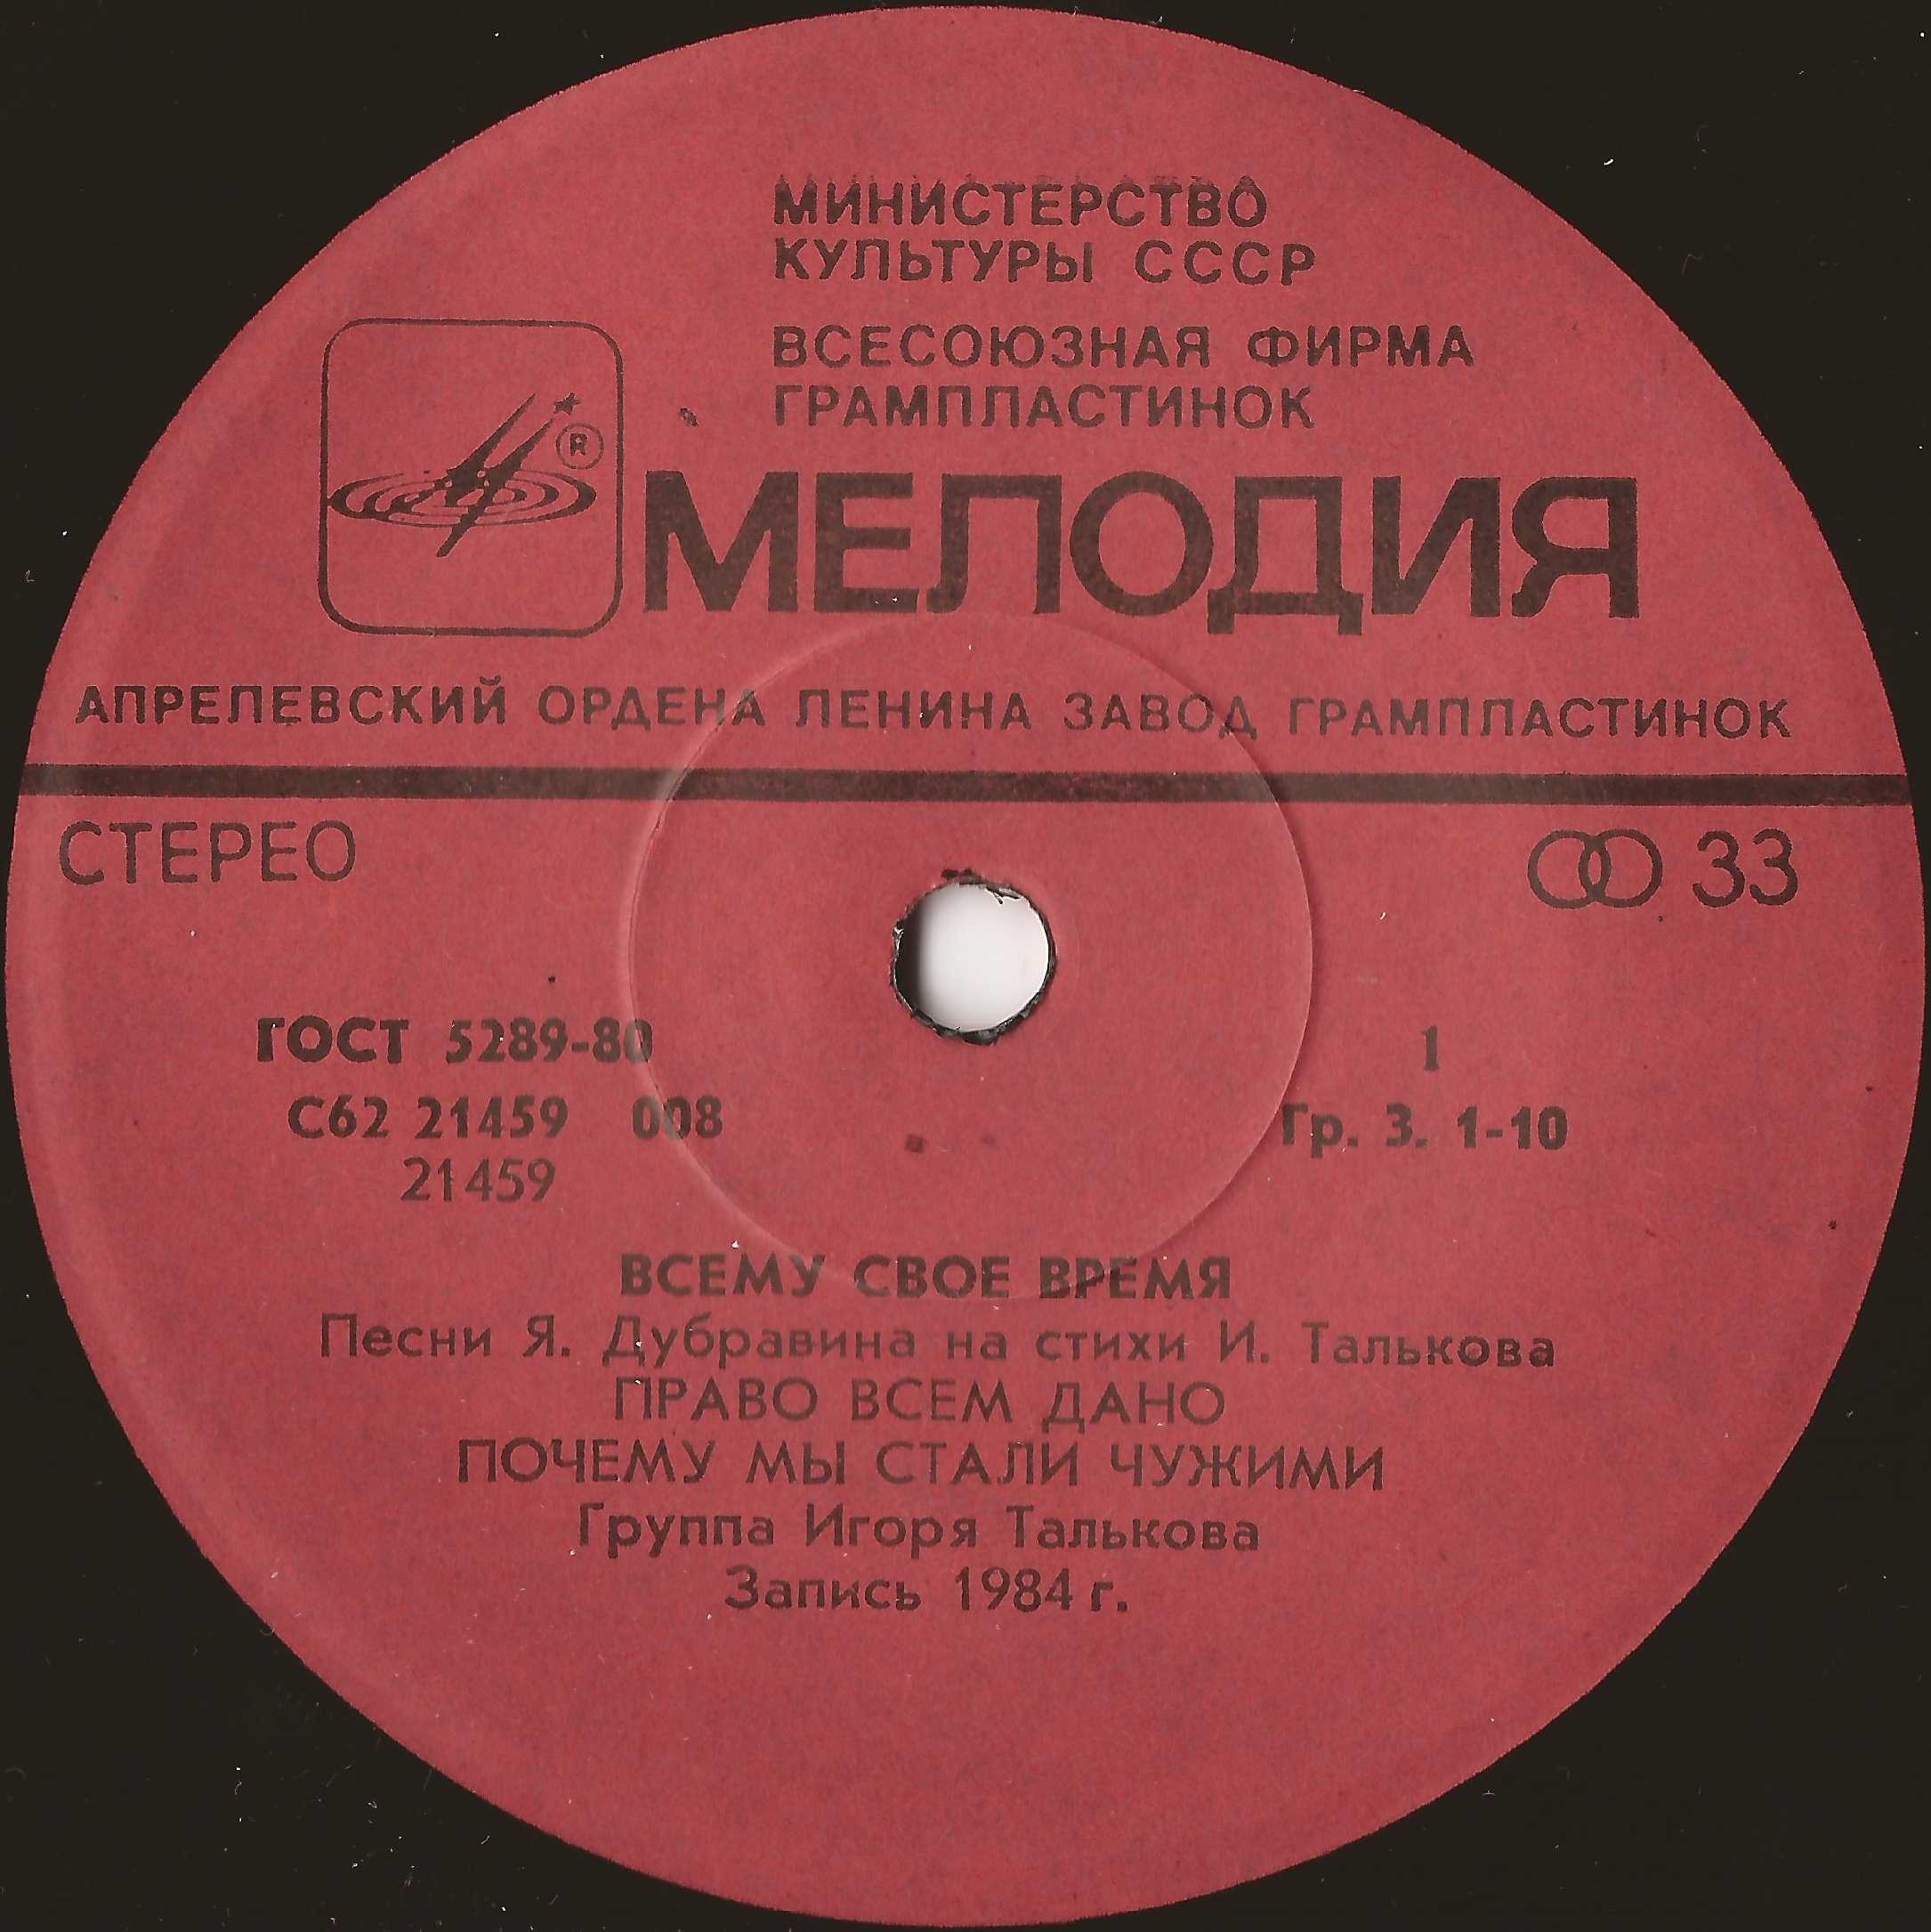 МИНИСТЕРСТВО
КУЛЬТУРЫ СССР
ВСЕСОЮЗНАЯ ФИРМА
ГРАМПЛАСТИНОК
®
МЕЛОДИЯ
АПРЕЛЕВСКИЙ ОРДЕНА ЛЕНИНА ЗАВОД ГРАМПЛАСТИНОК
СТЕРЕО
33
ГОСТ 5289-80
1
С62 21459 008
Гр. 3. 1-10
21459
ВСЕМУ СВОЕ ВРЕМЯ
Песни Я. Дубравина на стихи И. Талькова
ПРАВО ВСЕМ ДАНО
ПОЧЕМУ МЫ СТАЛИ ЧУЖИМИ
Группа Игоря Талькова
Запись 1984 г.